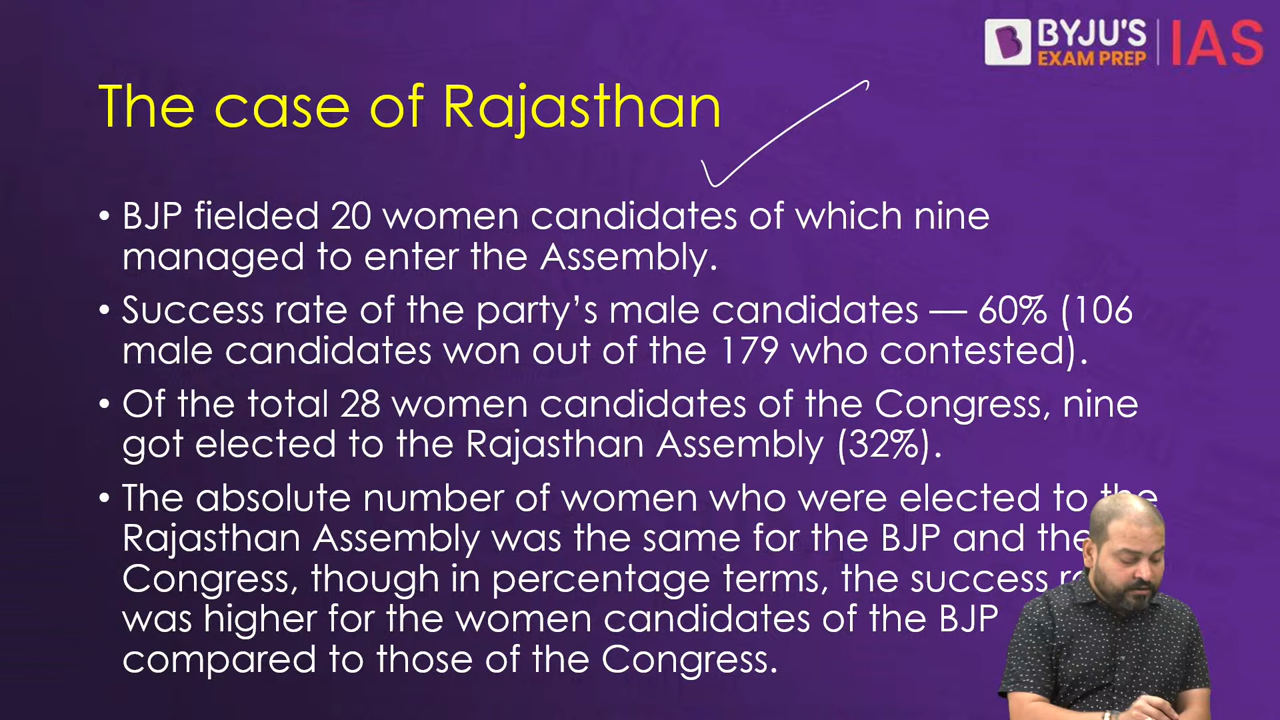 BYJU'S
EXAM PREP
IAS
The case of Rajasthan
• BJP fielded 20 women candidates of which nine
managed to enter the Assembly.
• Success rate of the party’s male candidates — 60% (106
male candidates won out of the 179 who contested).
• Of the total 28 women candidates of the Congress, nine
got elected to the Rajasthan Assembly (32%).
• The absolute number of women who were elected to the
Rajasthan Assembly was the same for the BJP and the
Congress, though in percentage terms, the success
was higher for the women candidates of the BJP
compared to those of the Congress.